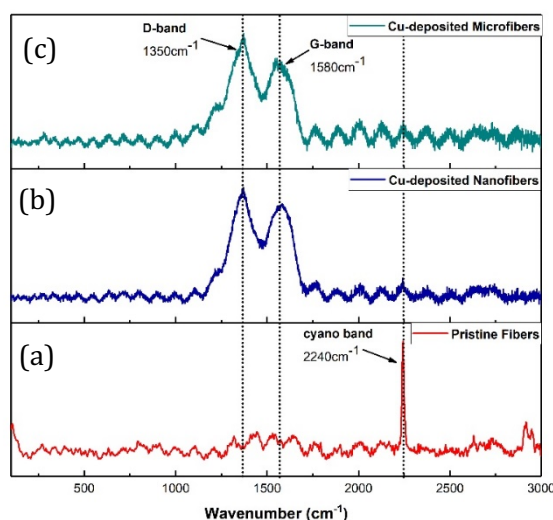 (c)
Cu-deposited Microfibers
D-band
1350cm⁻¹
G-band
1580cm⁻¹
(b)
Cu-deposited Nanofibers
(a)
Pristine Fibers
cyano band
2240cm⁻¹
500 1000 1500 2000 2500 3000
Wavenumber (cm⁻¹)